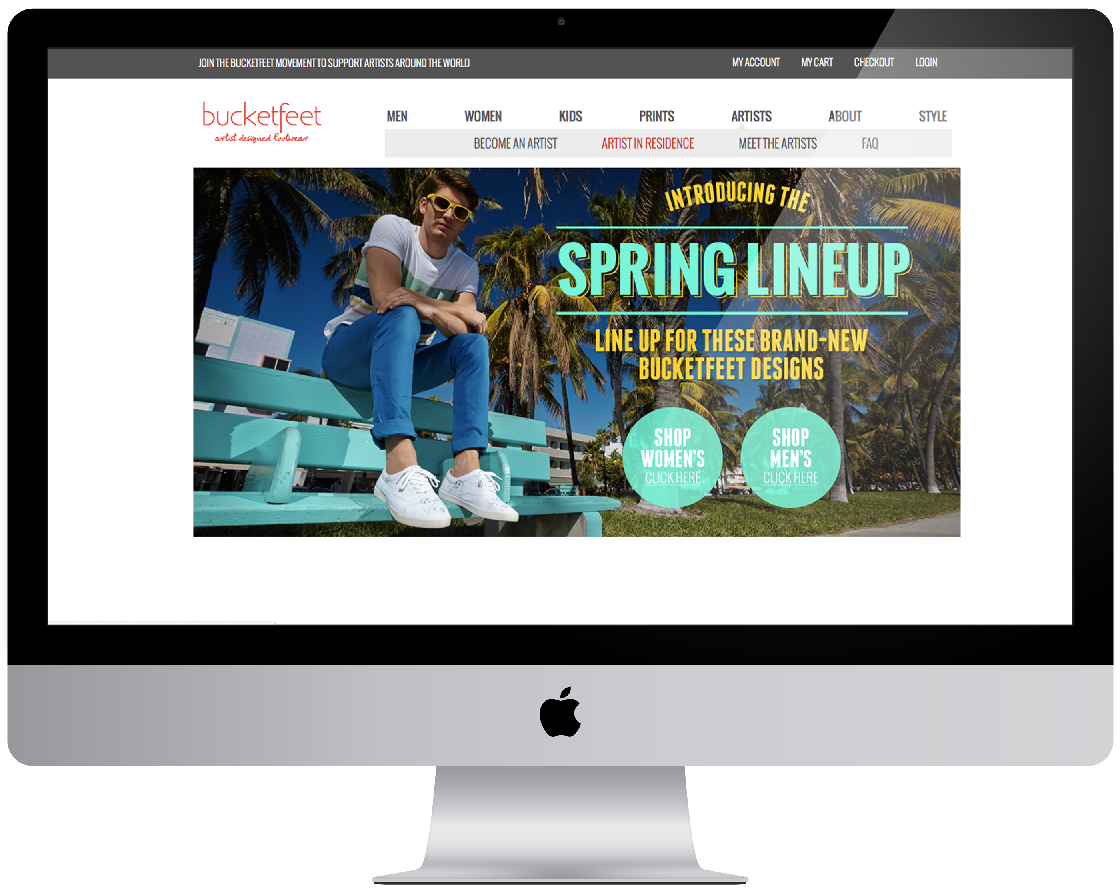 JOIN THE BUCKETFEET MOVEMENT TO SUPPORT ARTISTS AROUND THE WORLD
MY ACCOUNT MY CART CHECKOUT LOGIN
bucketfeet
artist designed footwear
MEN WOMEN KIDS PRINTS ARTISTS ABOUT STYLE
BECOME AN ARTIST ARTIST IN RESIDENCE MEET THE ARTISTS FAQ
INTRODUCING THE
SPRING LINEUP
LINE UP FOR THESE BRAND-NEW
BUCKETFEET DESIGNS
SHOP
WOMEN'S
CLICK HERE
SHOP
MEN'S
CLICK HERE